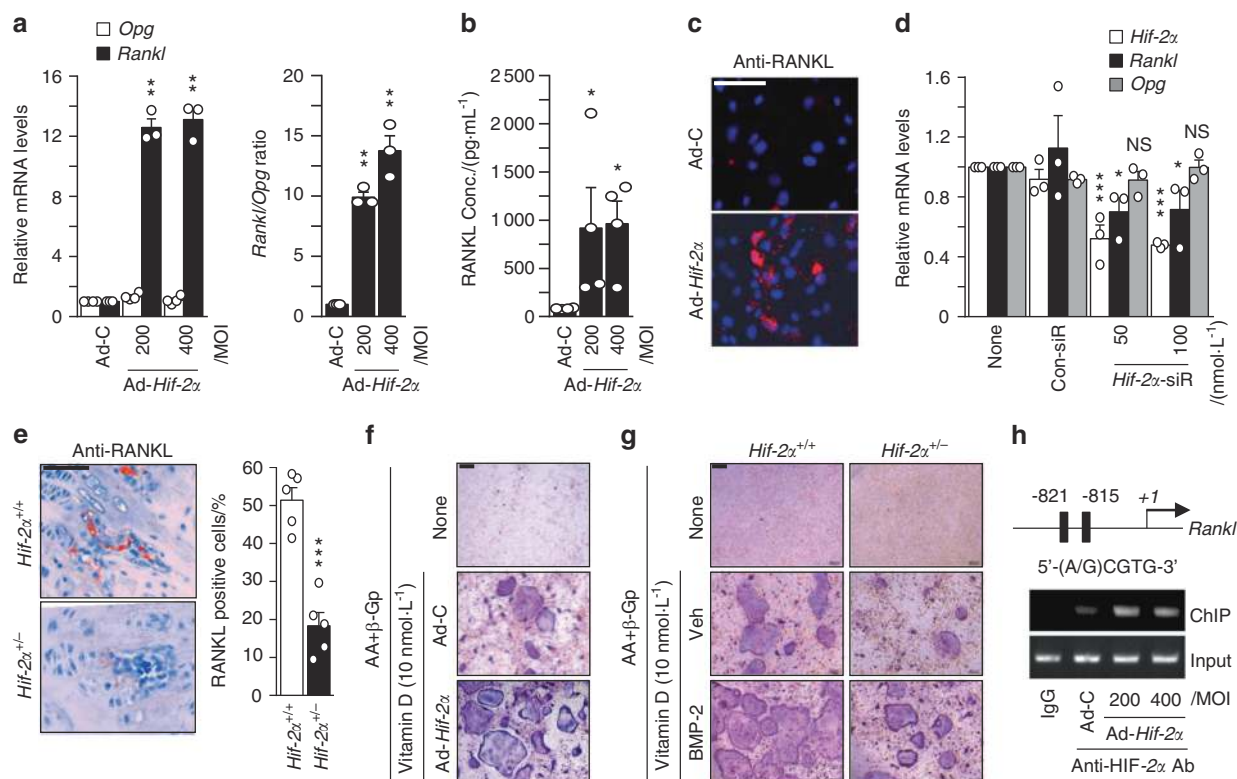 a
Opg
Rankl
Relative mRNA levels
16
12
8
4
0
**
**
Ad-C
200
400
/MOI
Ad-Hif-2α
Rankl/Opg ratio
20
15
10
5
0
**
**
Ad-C
200
400
/MOI
Ad-Hif-2α
b
RANKL Conc./(pg·mL-1)
2 500
2 000
1 500
1 000
500
0
*
*
Ad-C
200
400
/MOI
Ad-Hif-2α
c
Anti-RANKL
Ad-C
Ad-Hif-2α
d
Hif-2α
Rankl
Opg
Relative mRNA levels
1.6
1.2
0.8
0.4
0
***
*
NS
***
*
NS
None
Con-siR
50
100
Hif-2α-siR
/(nmol·L-1)
e
Anti-RANKL
Hif-2α+/+
Hif-2α+/–
RANKL positive cells/%
60
50
40
30
20
10
0
***
Hif-2α+/+
Hif-2α+/–
f
AA+β-Gp
Vitamin D (10 nmol·L-1)
None
Ad-C
Ad-Hif-2α
g
Hif-2α+/+
Hif-2α+/–
AA+β-Gp
Vitamin D (10 nmol·L-1)
None
Veh
BMP-2
h
-821
-815
+1
Rankl
5'-(A/G)CGTG-3'
ChIP
Input
IgG
Ad-C
200
400
/MOI
Ad-Hif-2α
Anti-HIF-2α Ab